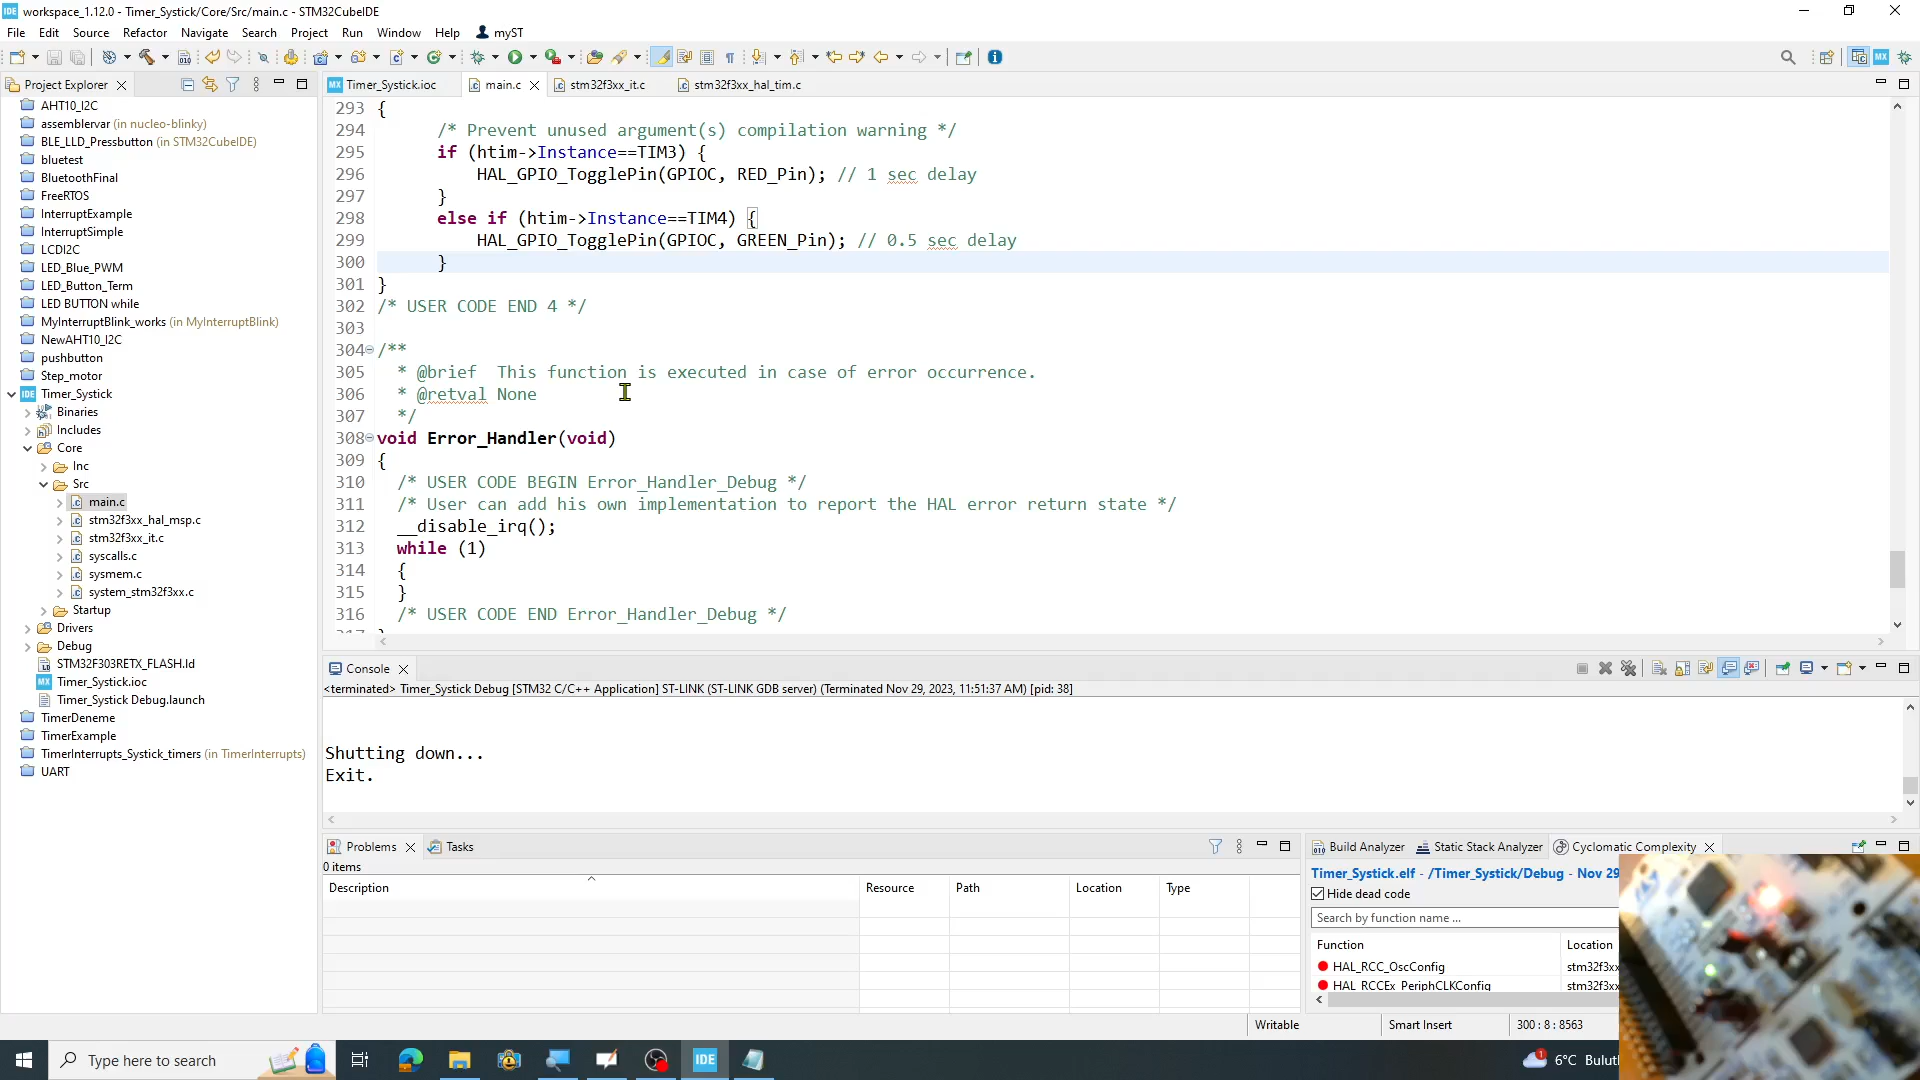 workspace_1.12.0 - Timer_Systick/Core/Src/main.c - STM32CubeIDE
File Edit Source Refactor Navigate Search Project Run Window Help myST
Project Explorer
AHT10_I2C
assemblervar (in nucleo-blinky)
BLE_LLD_Pressbutton (in STM32CubeIDE)
bluetest
BluetoothFinal
FreeRTOS
InterruptExample
InterruptSimple
LCDI2C
LED_Blue_PWM
LED_Button_Term
LED BUTTON while
MyInterruptBlink_works (in MyInterruptBlink)
NewAHT10_I2C
pushbutton
Step_motor
Timer_Systick
Binaries
Includes
Core
Inc
Src
main.c
stm32f3xx_hal_msp.c
stm32f3xx_it.c
syscalls.c
sysmem.c
system_stm32f3xx.c
Startup
Drivers
Debug
STM32F303RETX_FLASH.ld
Timer_Systick.ioc
Timer_Systick Debug.launch
TimerDeneme
TimerExample
TimerInterrupts_Systick_timers (in TimerInterrupts)
UART
Timer_Systick.ioc main.c stm32f3xx_it.c stm32f3xx_hal_tim.c
293 {
294 /* Prevent unused argument(s) compilation warning */
295 if (htim->Instance==TIM3) {
296 HAL_GPIO_TogglePin(GPIOC, RED_Pin); // 1 sec delay
297 }
298 else if (htim->Instance==TIM4) {
299 HAL_GPIO_TogglePin(GPIOC, GREEN_Pin); // 0.5 sec delay
300 }
301 }
302 /* USER CODE END 4 */
303
304 /**
305 * @brief This function is executed in case of error occurrence.
306 * @retval None
307 */
308 void Error_Handler(void)
309 {
310 /* USER CODE BEGIN Error_Handler_Debug */
311 /* User can add his own implementation to report the HAL error return state */
312 __disable_irq();
313 while (1)
314 {
315 }
316 /* USER CODE END Error_Handler_Debug */
Console
<terminated> Timer_Systick Debug [STM32 C/C++ Application] ST-LINK (ST-LINK GDB server) (Terminated Nov 29, 2023, 11:51:37 AM) [pid: 38]
Shutting down...
Exit.
Problems Tasks
0 items
Description Resource Path Location Type
Build Analyzer Static Stack Analyzer Cyclomatic Complexity
Timer_Systick.elf - /Timer_Systick/Debug - Nov 29
Hide dead code
Search by function name ...
Function Location
HAL_RCC_OscConfig stm32f3xx
HAL_RCCEx_PeriphCLKConfig stm32f3xx
Writable Smart Insert 300 : 8 : 8563
Type here to search
IDE
6°C Bulut